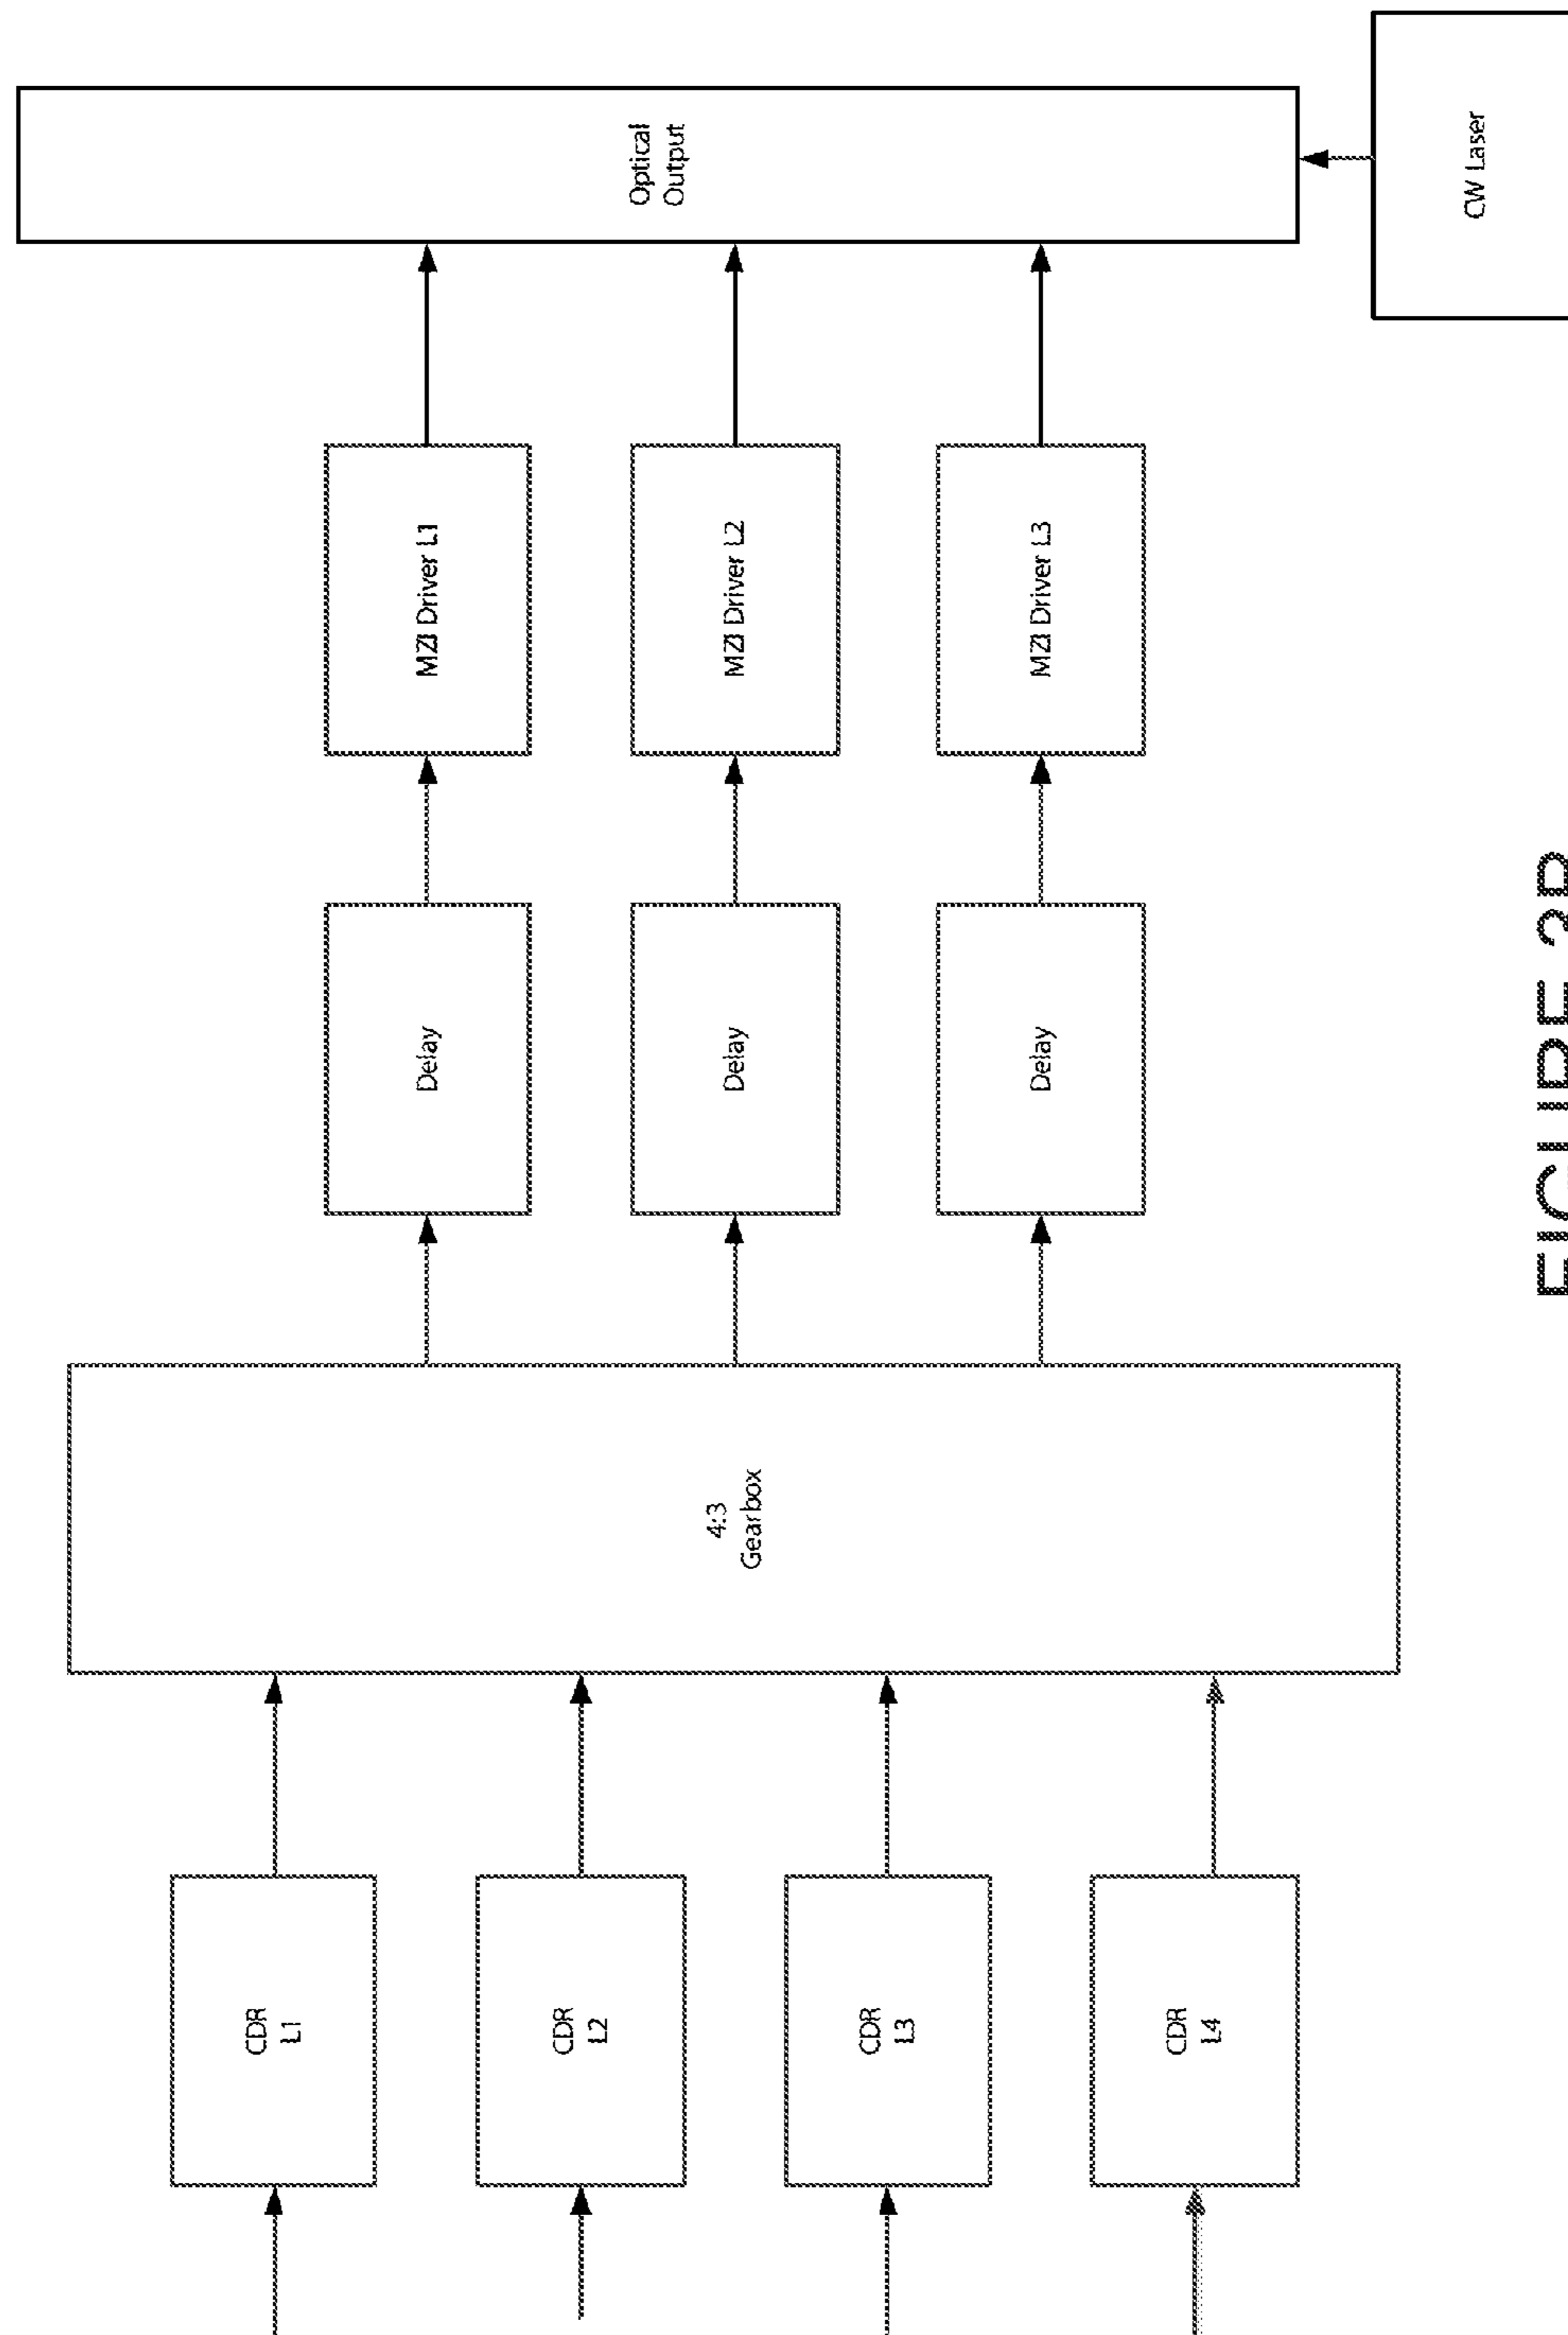 CDR
L1
CDR
L2
CDR
L3
CDR
L4
4:3
Gearbox
Delay
Delay
Delay
MZI Driver L1
MZI Driver L2
MZI Driver L3
Optical
Output
CW Laser
FIGURE